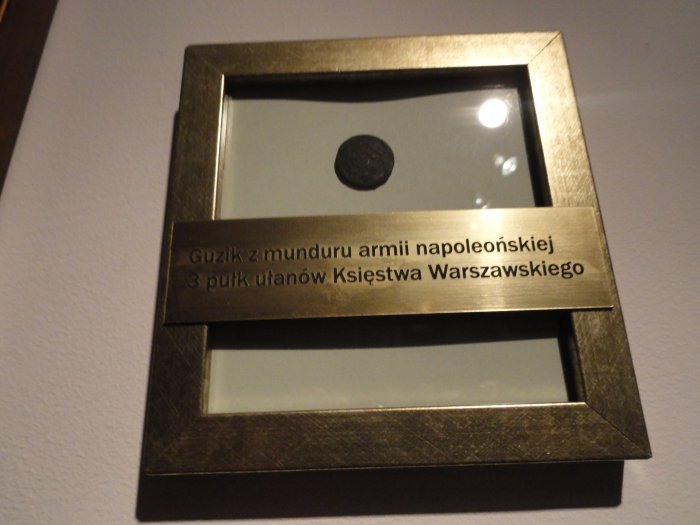 Guzik z munduru armii napoleońskiej
3 pułk ułanów Księstwa Warszawskiego